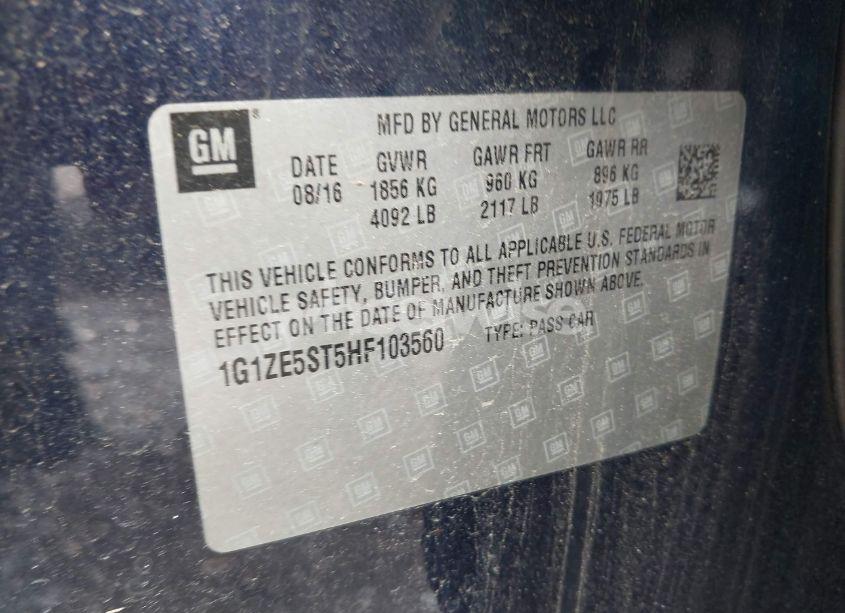 GM
MFD BY GENERAL MOTORS LLC
DATE GVWR GAWR FRT GAWR RR
08/16 1856 KG 960 KG 896 KG
4092 LB 2117 LB 1975 LB
THIS VEHICLE CONFORMS TO ALL APPLICABLE U.S. FEDERAL MOTOR
VEHICLE SAFETY, BUMPER, AND THEFT PREVENTION STANDARDS IN
EFFECT ON THE DATE OF MANUFACTURE SHOWN ABOVE.
1G1ZE5ST5HF103560 TYPE: PASS CAR